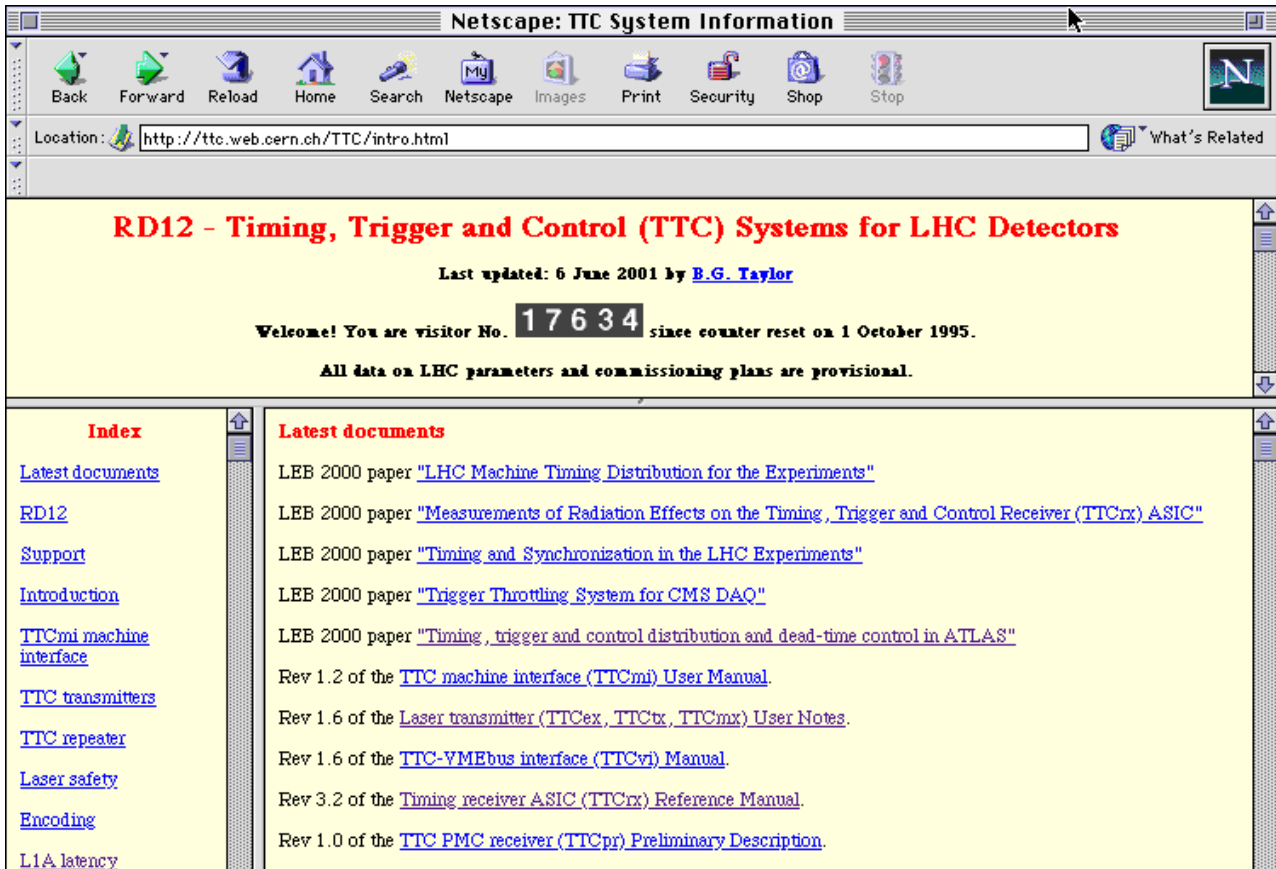 Netscape: TTC System Information
Back Forward Reload Home Search Netscape Images Print Security Shop Stop
My
N
Location: http://ttc.web.cern.ch/TTC/intro.html What's Related
RD12 - Timing, Trigger and Control (TTC) Systems for LHC Detectors
Last updated: 6 June 2001 by B.G. Taylor
Welcome! You are visitor No. 17634 since counter reset on 1 October 1995.
All data on LHC parameters and commissioning plans are provisional.
Index
Latest documents
RD12
Support
Introduction
TTCmi machine
interface
TTC transmitters
TTC repeater
Laser safety
Encoding
L1A latency
Latest documents
LEB 2000 paper "LHC Machine Timing Distribution for the Experiments"
LEB 2000 paper "Measurements of Radiation Effects on the Timing, Trigger and Control Receiver (TTCrx) ASIC"
LEB 2000 paper "Timing and Synchronization in the LHC Experiments"
LEB 2000 paper "Trigger Throttling System for CMS DAQ"
LEB 2000 paper "Timing, trigger and control distribution and dead-time control in ATLAS"
Rev 1.2 of the TTC machine interface (TTCmi) User Manual.
Rev 1.6 of the Laser transmitter (TTCex, TTCtx, TTCmx) User Notes.
Rev 1.6 of the TTC-VMEbus interface (TTCvi) Manual.
Rev 3.2 of the Timing receiver ASIC (TTCrx) Reference Manual.
Rev 1.0 of the TTC PMC receiver (TTCpr) Preliminary Description.